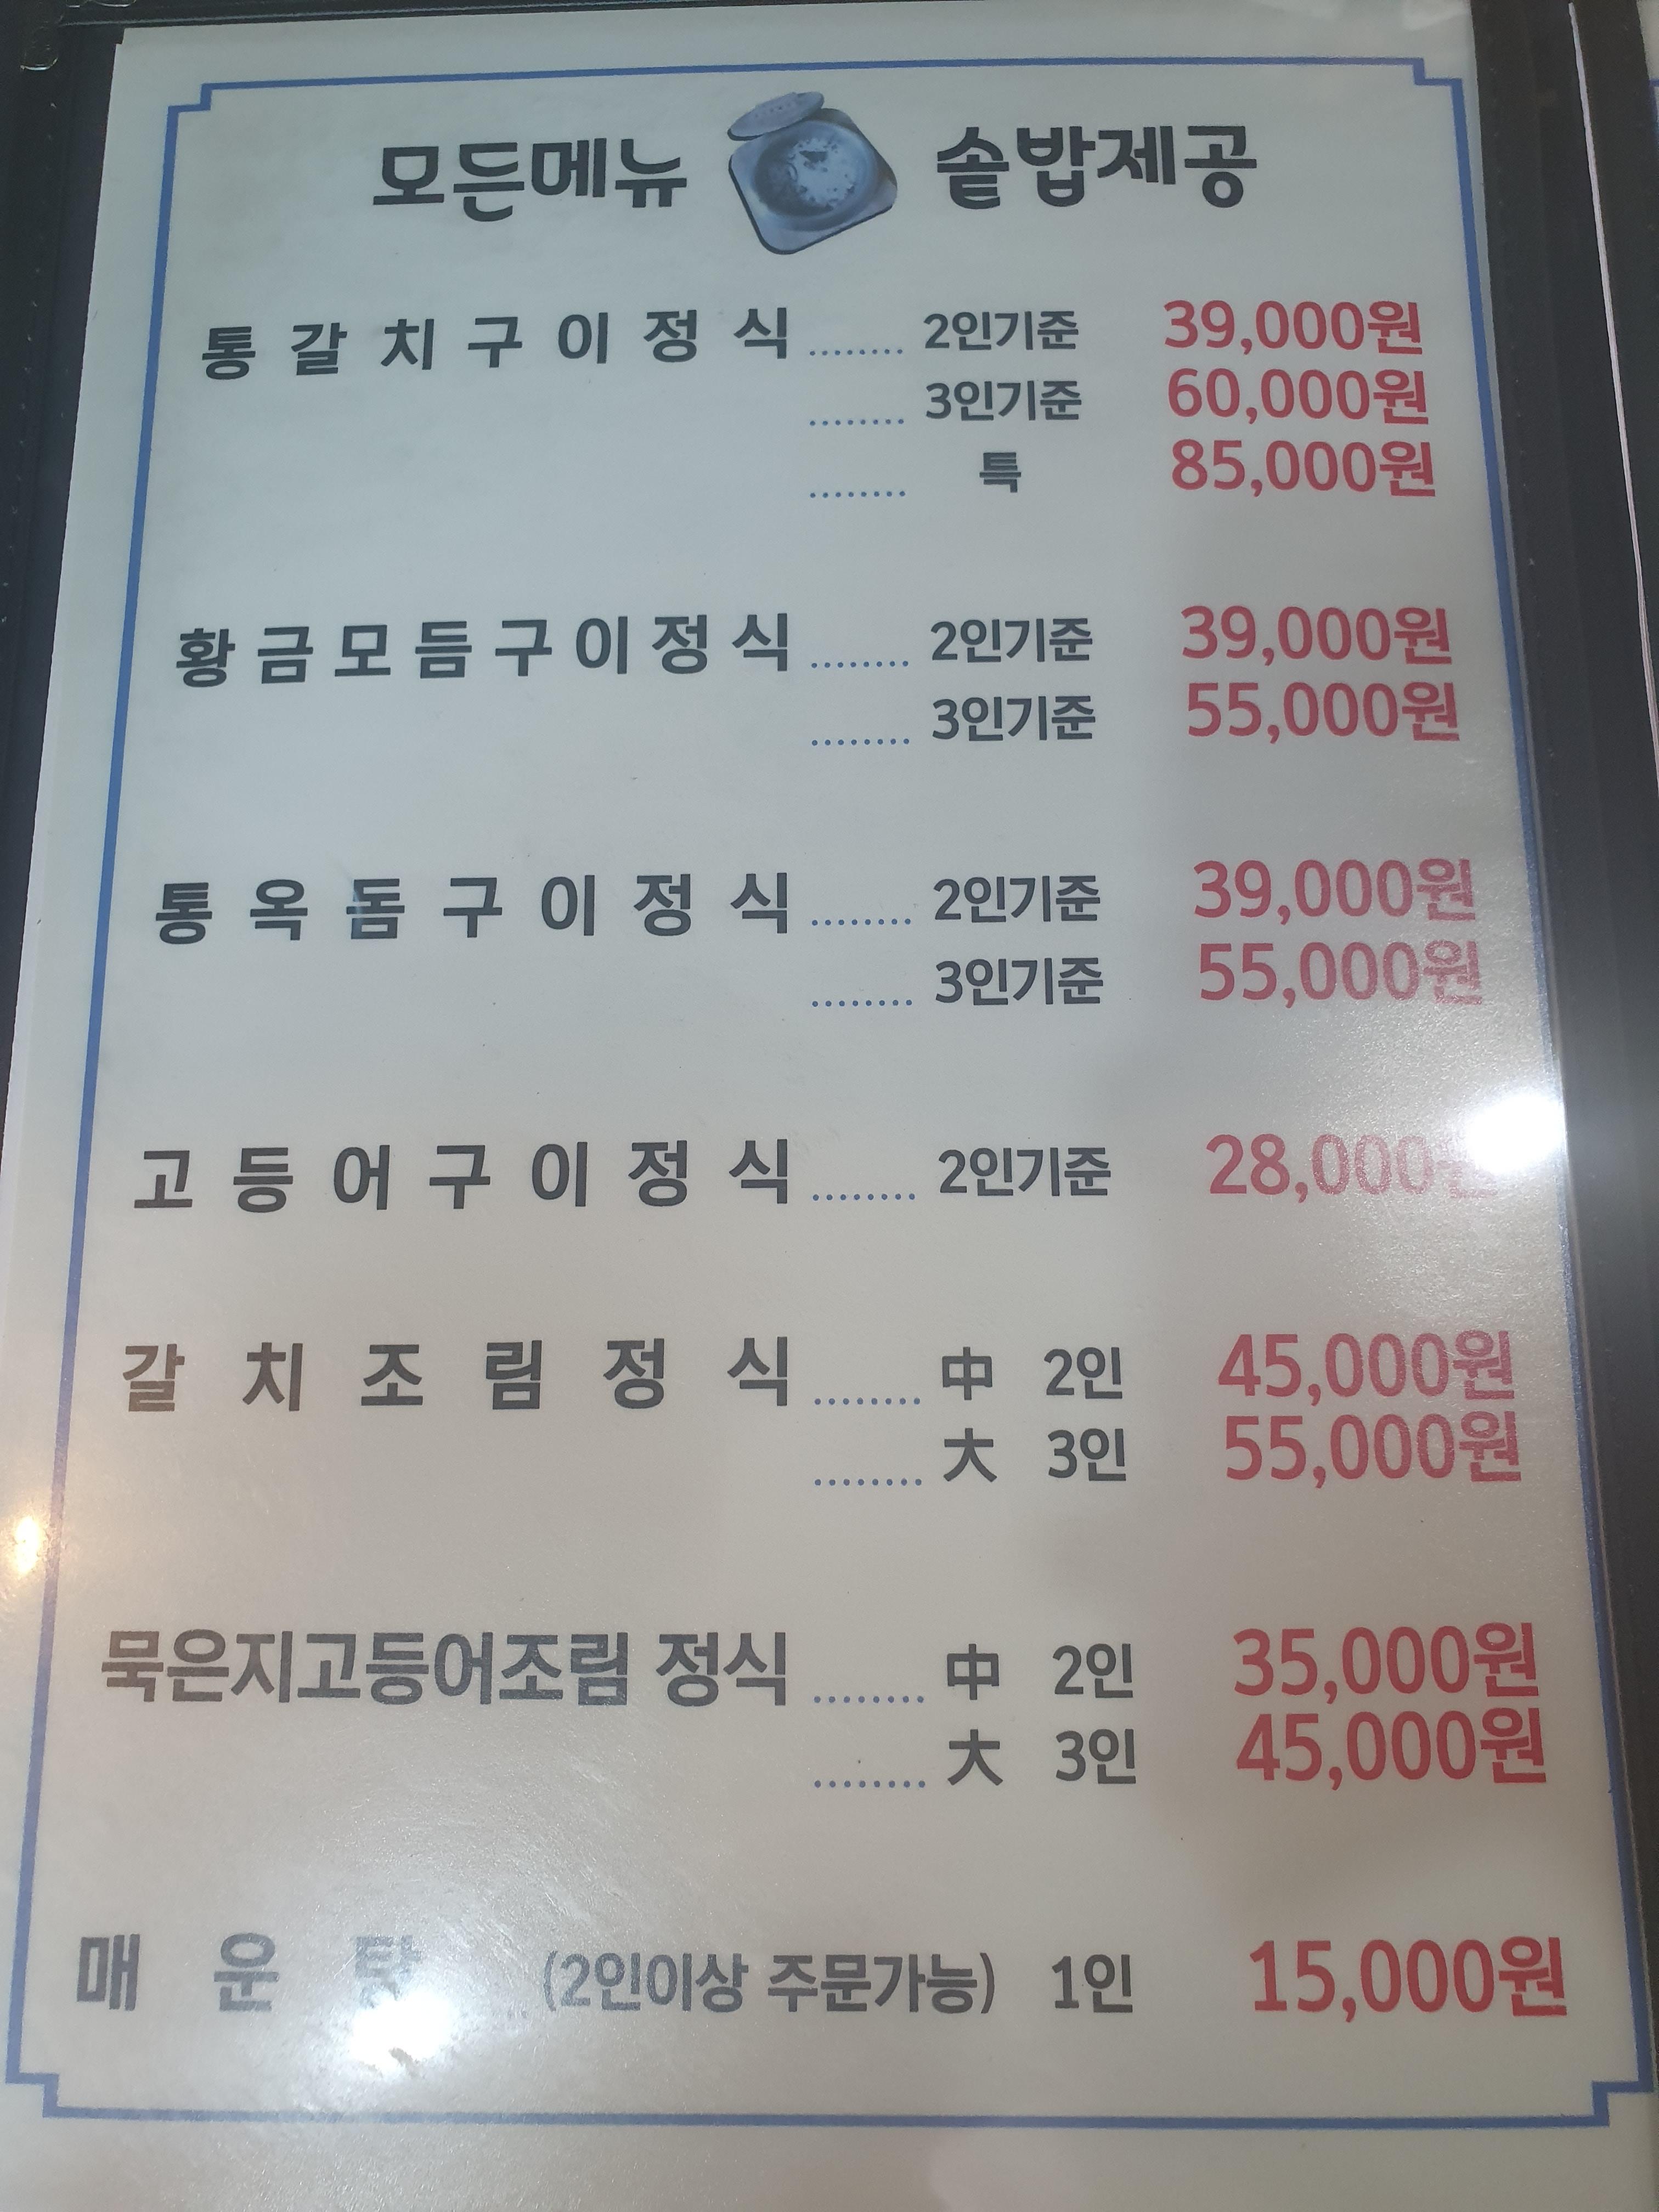 모든메뉴 솥밥제공
통갈치구이정식 ........ 2인기준 39,000원
........ 3인기준 60,000원
........ 특 85,000원
황금모듬구이정식 ........ 2인기준 39,000원
........ 3인기준 55,000원
통옥돔구이정식 ........ 2인기준 39,000원
........ 3인기준 55,000원
고등어구이정식 ........ 2인기준 28,000원
갈치조림정식 ........ 中 2인 45,000원
........ 大 3인 55,000원
묵은지고등어조림 정식 ........ 中 2인 35,000원
........ 大 3인 45,000원
매운탕 (2인이상 주문가능) 1인 15,000원